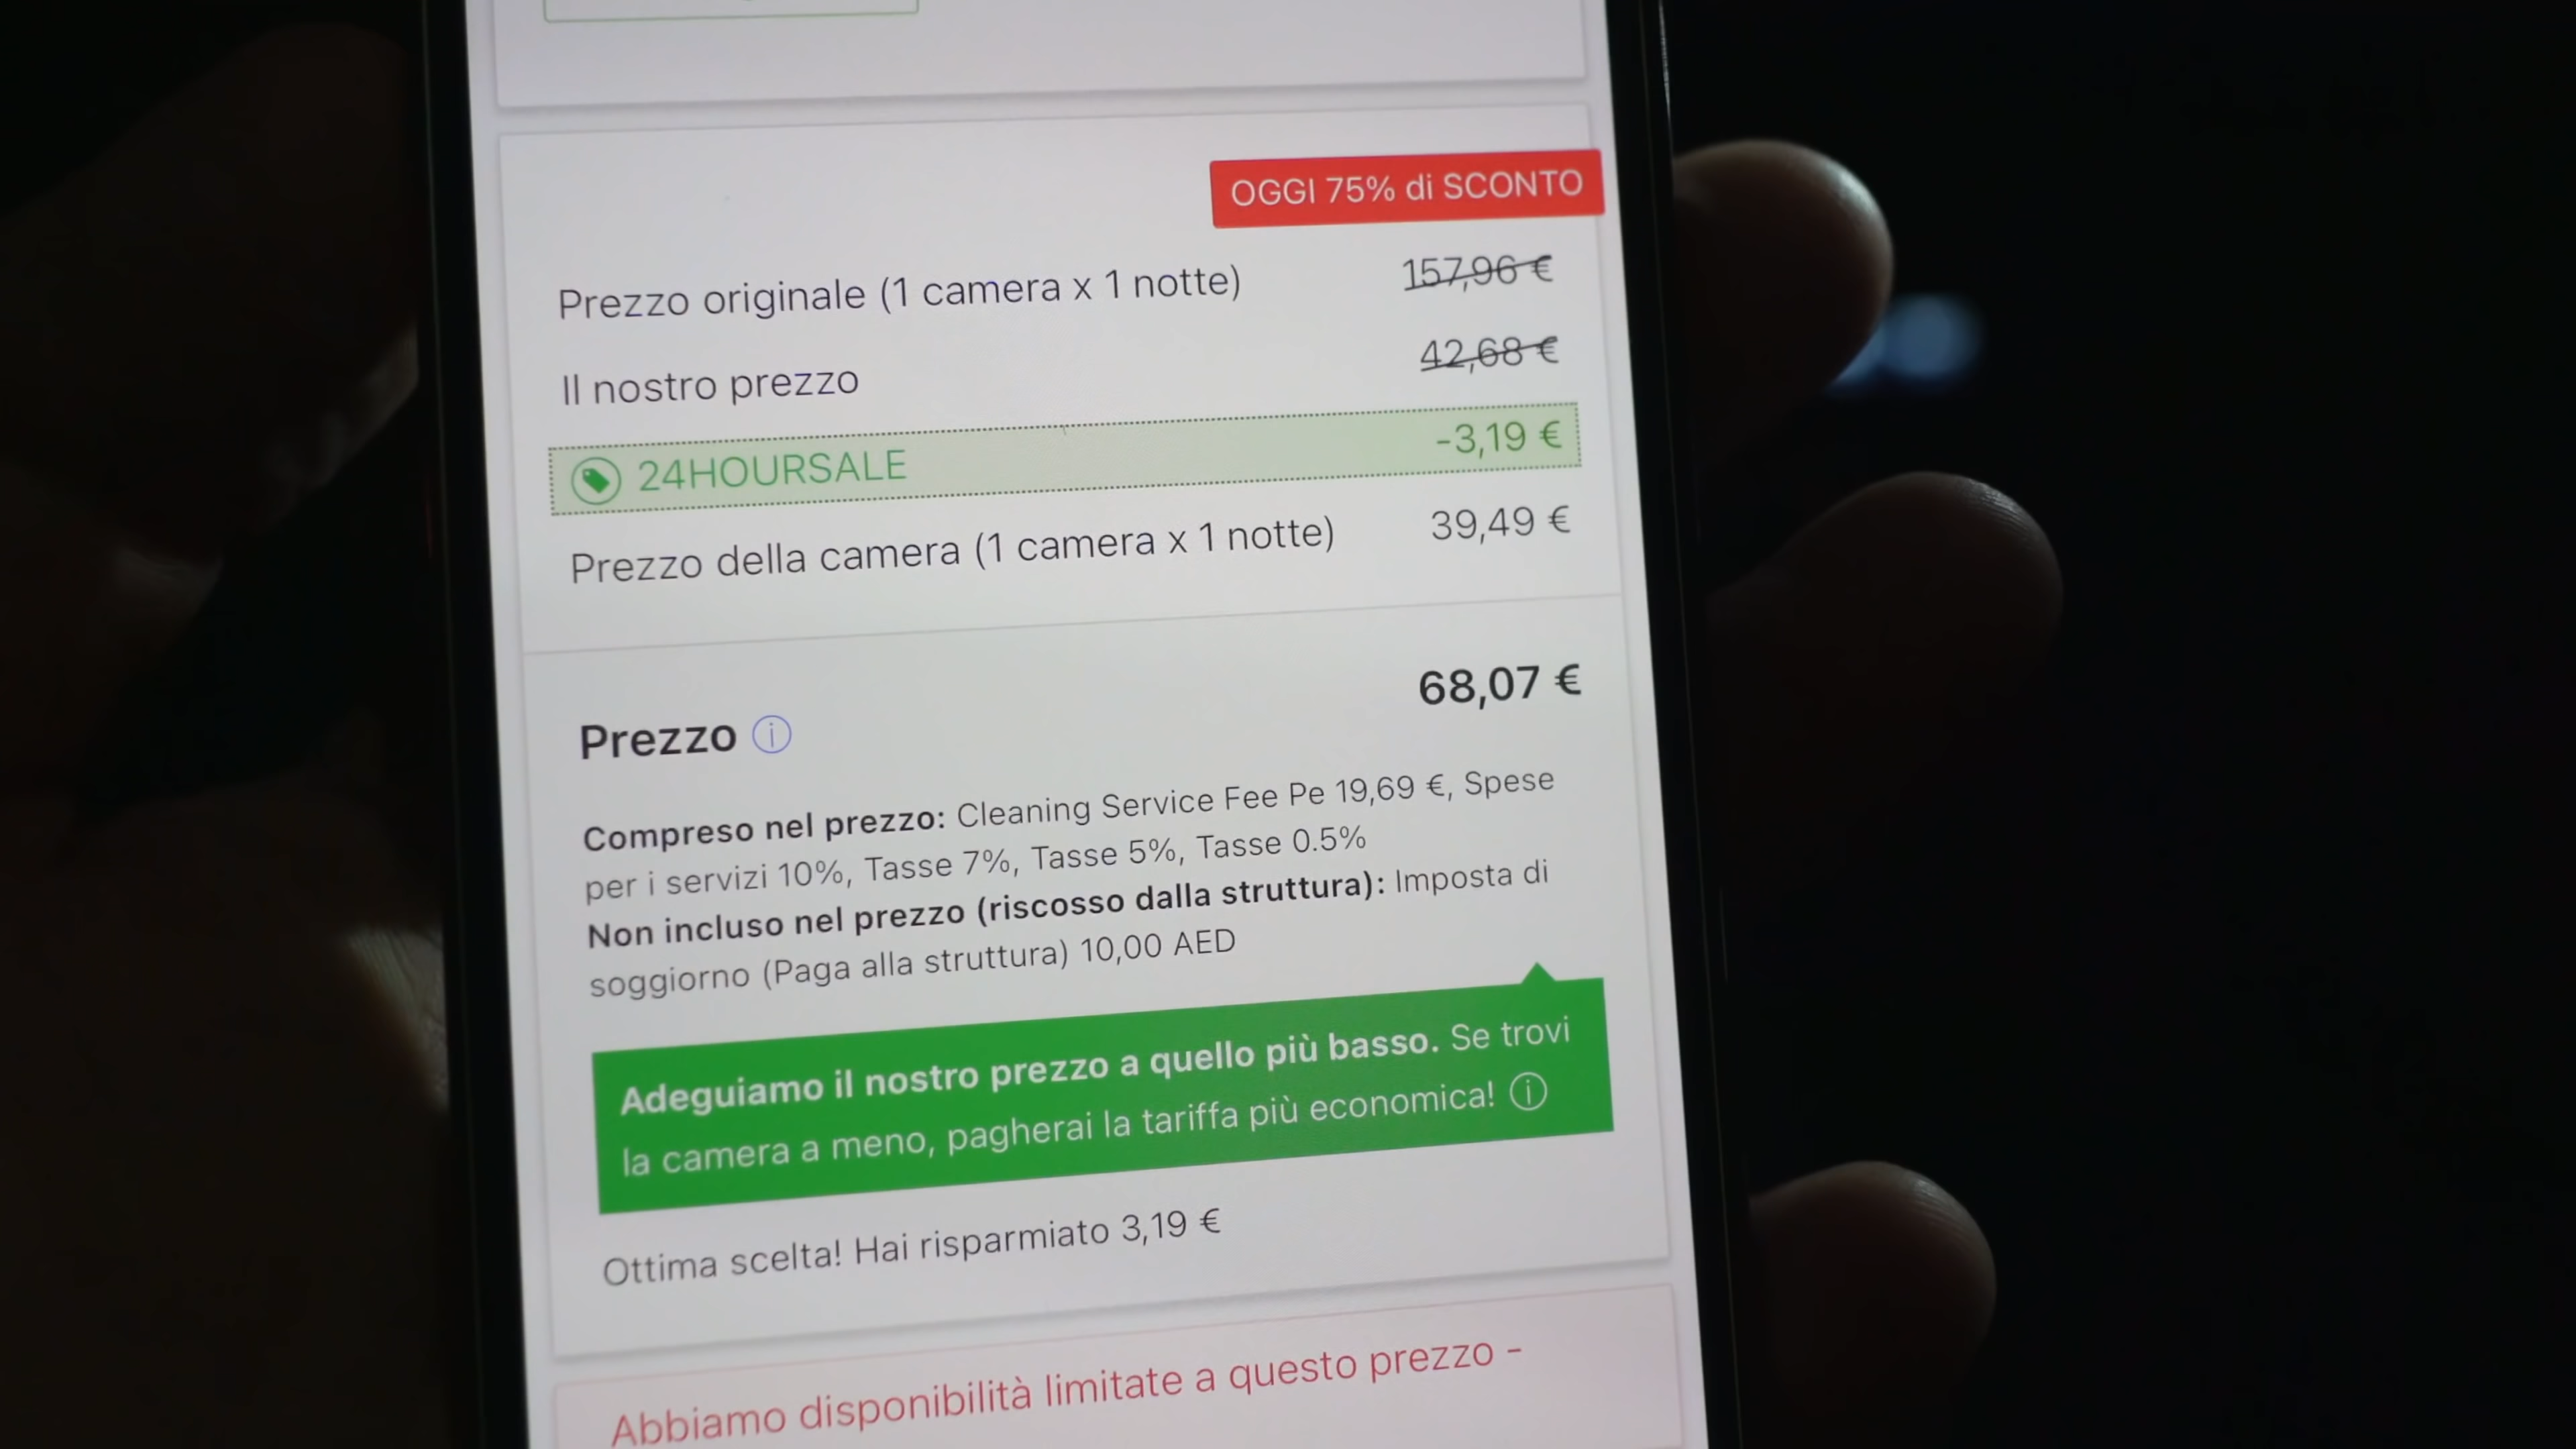 OGGI 75% di SCONTO
Prezzo originale (1 camera x 1 notte) 157,96 €
Il nostro prezzo 42,68 €
24HOURSALE -3,19 €
Prezzo della camera (1 camera x 1 notte) 39,49 €
Prezzo 68,07 €
Compreso nel prezzo: Cleaning Service Fee Pe 19,69 €, Spese
per i servizi 10%, Tasse 7%, Tasse 5%, Tasse 0.5%
Non incluso nel prezzo (riscosso dalla struttura): Imposta di
soggiorno (Paga alla struttura) 10,00 AED
Adeguiamo il nostro prezzo a quello più basso. Se trovi
la camera a meno, pagherai la tariffa più economica!
Ottima scelta! Hai risparmiato 3,19 €
Abbiamo disponibilità limitate a questo prezzo -